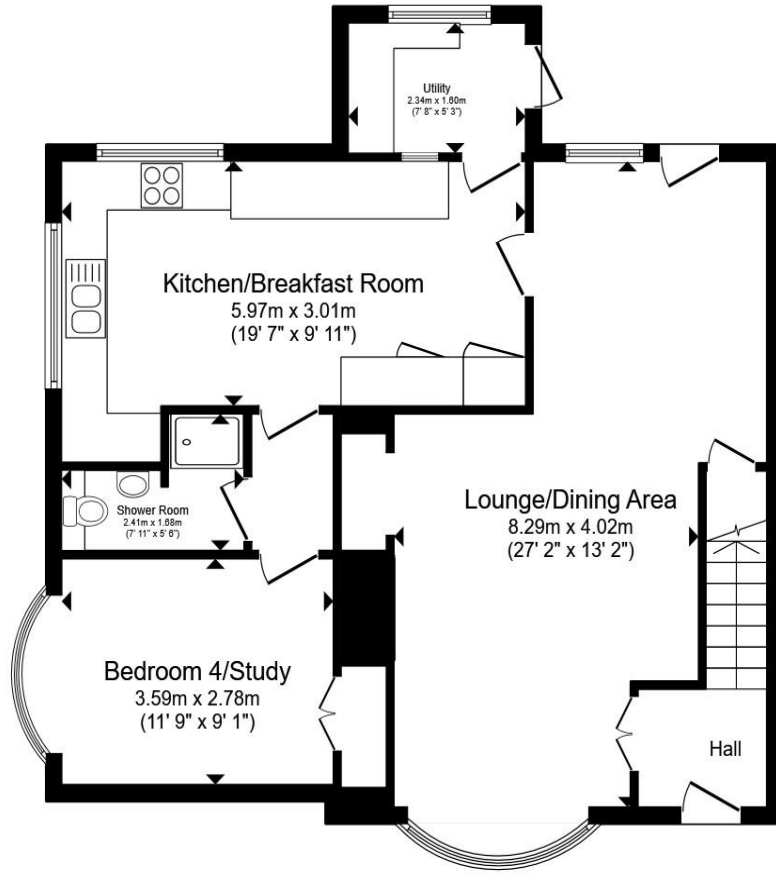 Utility
2.34m x 1.60m
(7' 8" x 5' 3")
Kitchen/Breakfast Room
5.97m x 3.01m
(19' 7" x 9' 11")
Shower Room
2.41m x 1.68m
(7' 11" x 5' 6")
Lounge/Dining Area
8.29m x 4.02m
(27' 2" x 13' 2")
Bedroom 4/Study
3.59m x 2.78m
(11' 9" x 9' 1")
Hall